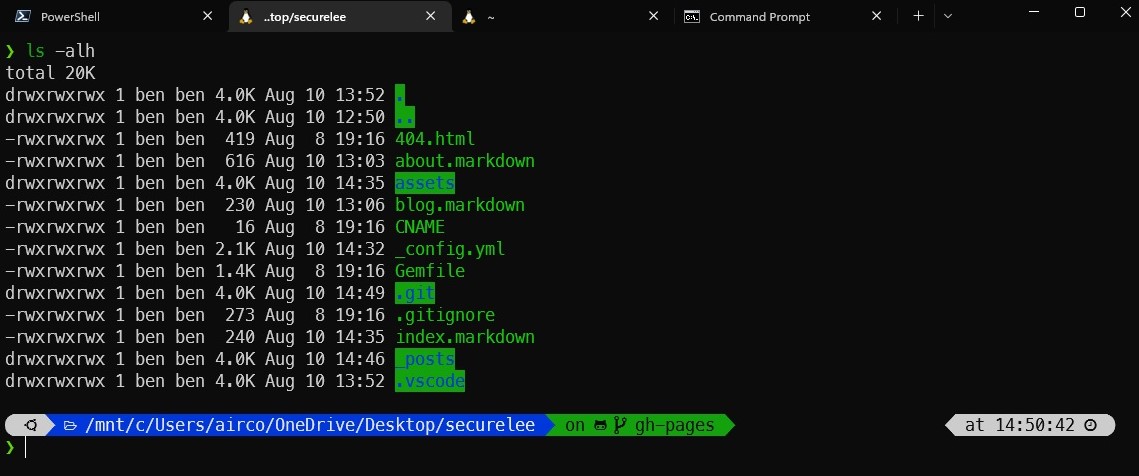 PowerShell ..top/securelee ~ Command Prompt
❯ ls -alh
total 20K
drwxrwxrwx 1 ben ben 4.0K Aug 10 13:52 .
drwxrwxrwx 1 ben ben 4.0K Aug 10 12:50 ..
-rwxrwxrwx 1 ben ben  419 Aug  8 19:16 404.html
-rwxrwxrwx 1 ben ben  616 Aug 10 13:03 about.markdown
drwxrwxrwx 1 ben ben 4.0K Aug 10 14:35 assets
-rwxrwxrwx 1 ben ben  230 Aug 10 13:06 blog.markdown
-rwxrwxrwx 1 ben ben   16 Aug  8 19:16 CNAME
-rwxrwxrwx 1 ben ben 2.1K Aug 10 14:32 _config.yml
-rwxrwxrwx 1 ben ben 1.4K Aug  8 19:16 Gemfile
drwxrwxrwx 1 ben ben 4.0K Aug 10 14:49 .git
-rwxrwxrwx 1 ben ben  273 Aug  8 19:16 .gitignore
-rwxrwxrwx 1 ben ben  240 Aug 10 14:35 index.markdown
drwxrwxrwx 1 ben ben 4.0K Aug 10 14:46 _posts
drwxrwxrwx 1 ben ben 4.0K Aug 10 13:52 .vscode
/mnt/c/Users/airco/OneDrive/Desktop/securelee on gh-pages at 14:50:42
❯